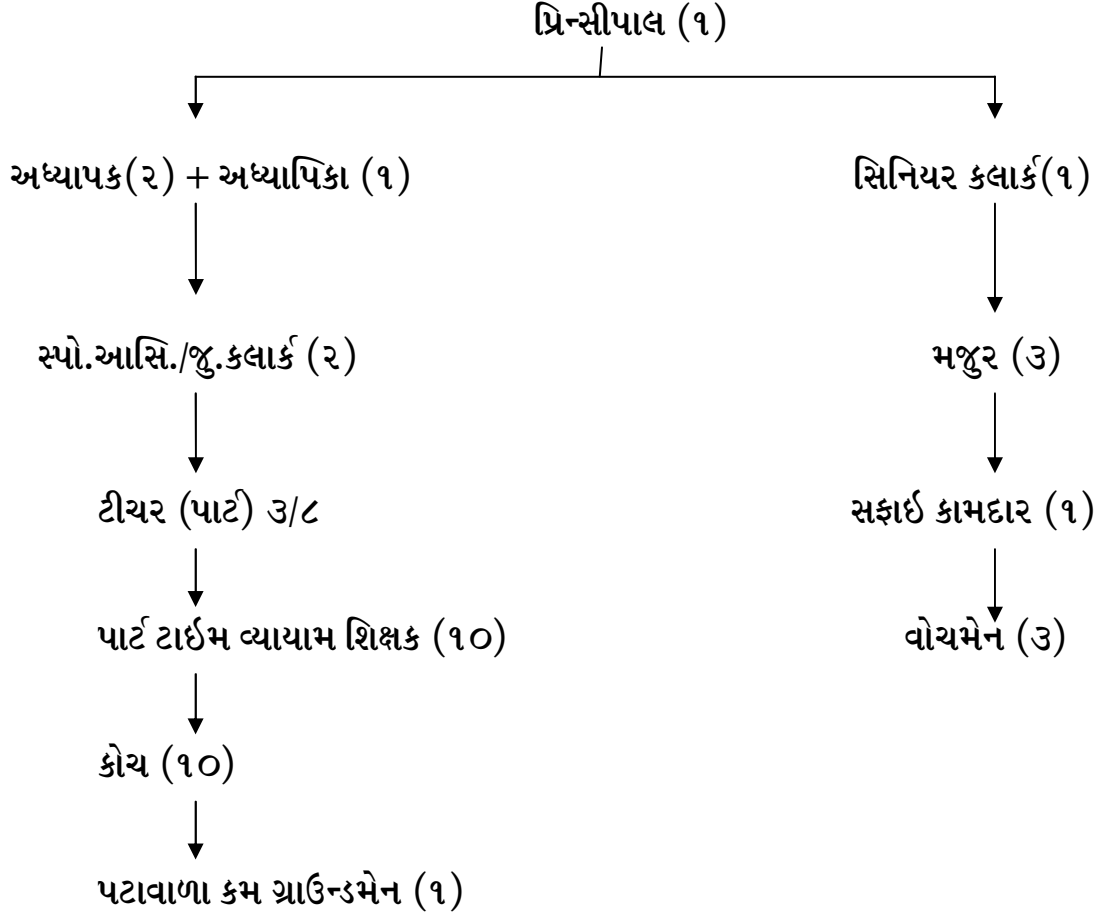 પ્રિન્સીપાલ (૧)
અધ્યાપક(૨) + અધ્યાપિકા (૧)
સિનિયર કલાર્ક(૧)
સ્પો.આસિ./જુ.કલાર્ક (૨)
મજુર (૩)
ટીચર (પાર્ટ) ૩/૮
સફાઇ કામદાર (૧)
પાર્ટ ટાઇમ વ્યાયામ શિક્ષક (૧૦)
વોચમેન (૩)
કોચ (૧૦)
પટાવાળા કમ ગ્રાઉન્ડમેન (૧)